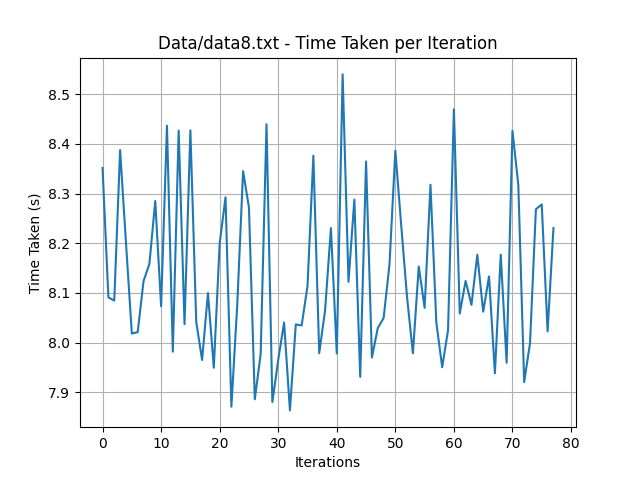 Data/data8.txt - Time Taken per Iteration
8.5
8.4
8.3
8.2
8.1
8.0
7.9
Time Taken (s)
0 10 20 30 40 50 60 70 80
Iterations